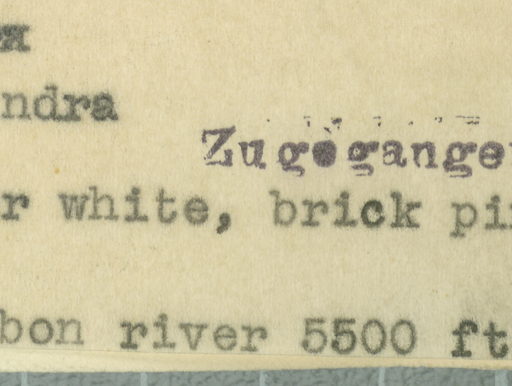 ndra
Zugegange
r white, brick pi
bon river 5500 ft